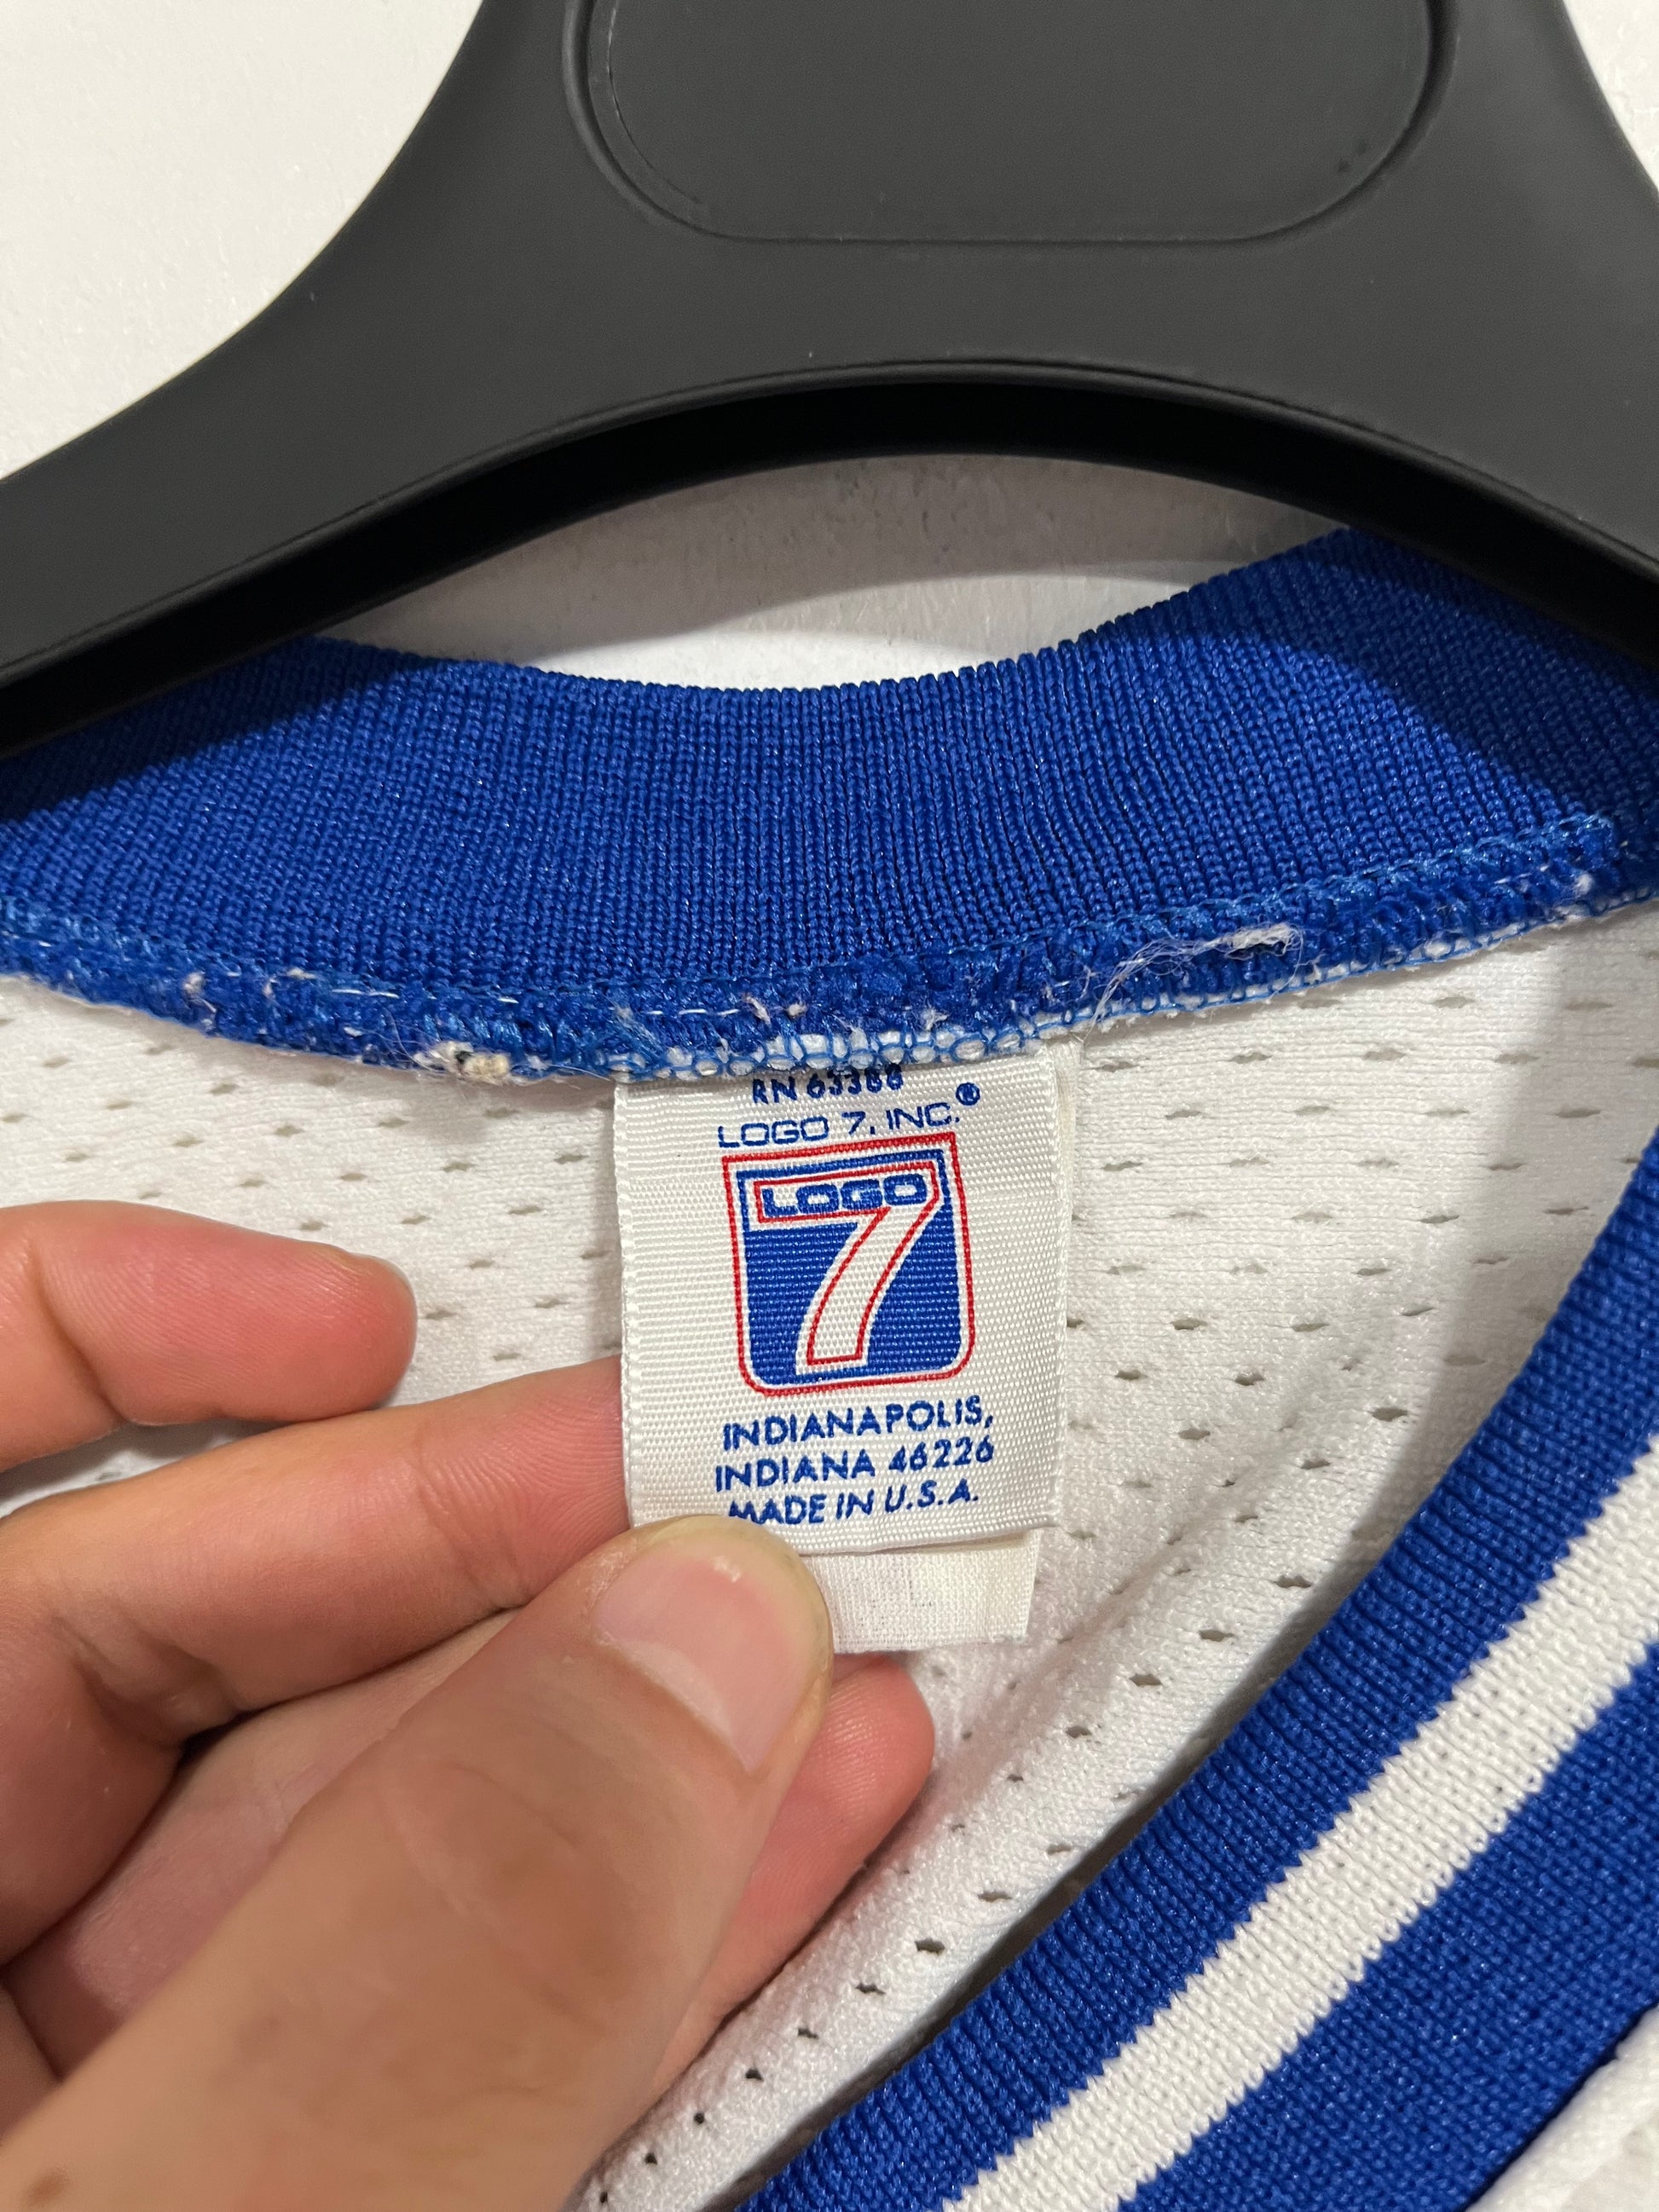 RN 63388
LOGO 7, INC.®
LOGO
7
INDIANAPOLIS,
INDIANA 46226
MADE IN U.S.A.